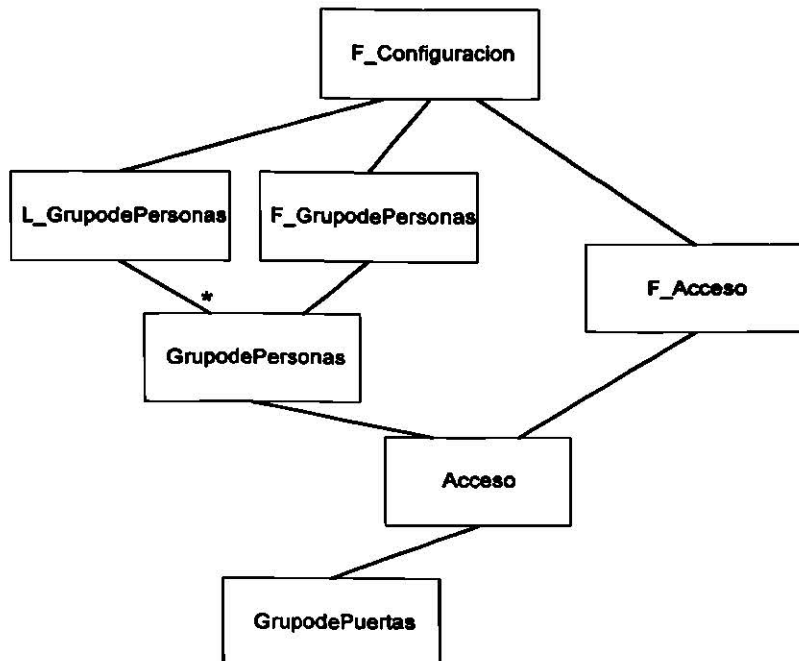 F_Configuracion
L_GrupodePersonas
F_GrupodePersonas
F_Acceso
*
GrupodePersonas
Acceso
GrupodePuertas